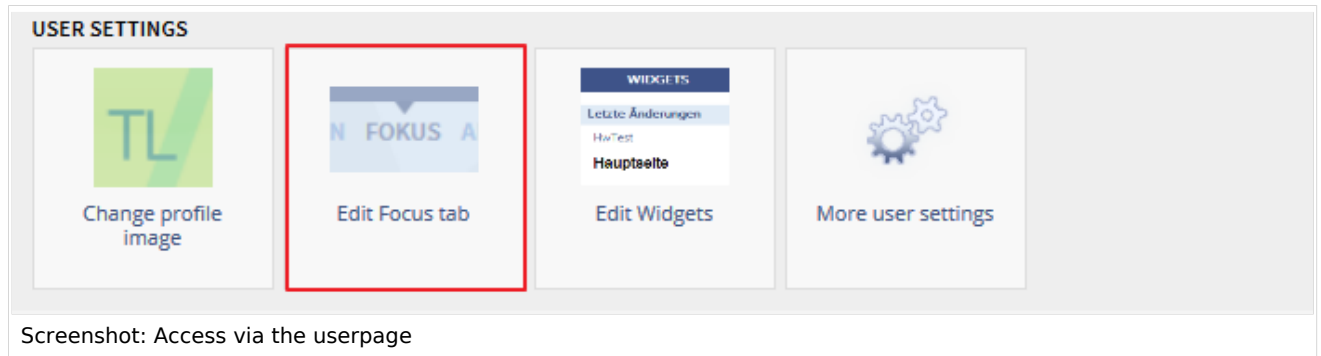 USER SETTINGS
TL
N FOKUS A
WIDGETS
Letzte Änderungen
HwTest
Hauptseite
Change profile
image
Edit Focus tab
Edit Widgets
More user settings
Screenshot: Access via the userpage